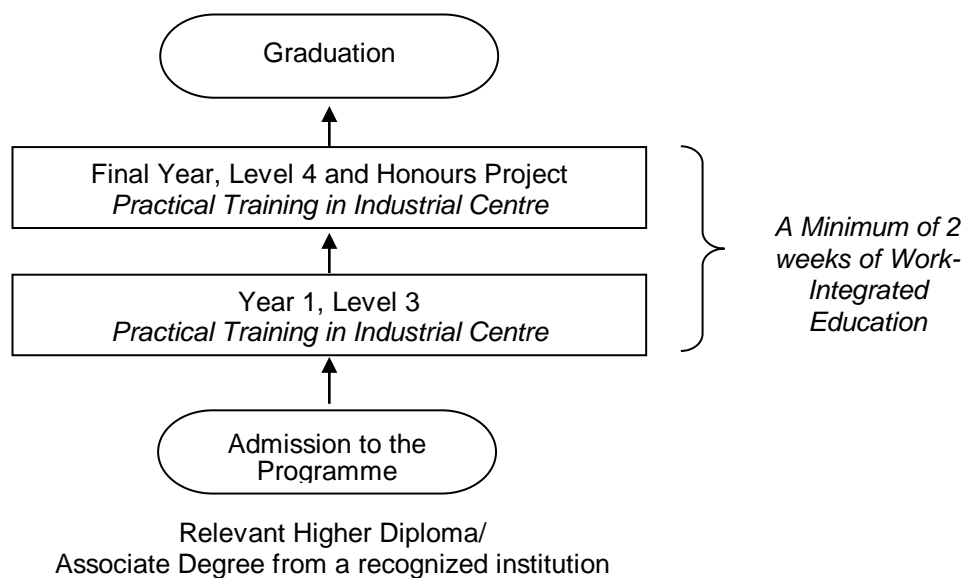 Graduation
Final Year, Level 4 and Honours Project
Practical Training in Industrial Centre
Year 1, Level 3
Practical Training in Industrial Centre
A Minimum of 2
weeks of Work-
Integrated
Education
Admission to the
Programme
Relevant Higher Diploma/
Associate Degree from a recognized institution